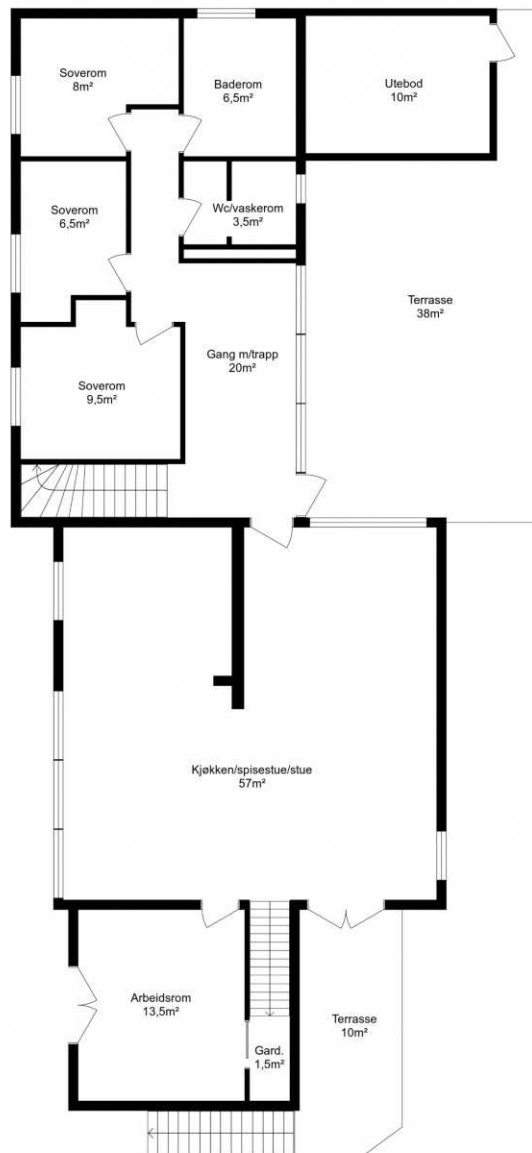 Soverom
8m²
Baderom
6,5m²
Utebod
10m²
Soverom
6,5m²
Wc/vaskerom
3,5m²
Terrasse
38m²
Gang m/trapp
20m²
Soverom
9,5m²
Kjøkken/spisestue/stue
57m²
Arbeidsrom
13,5m²
Gard.
1,5m²
Terrasse
10m²